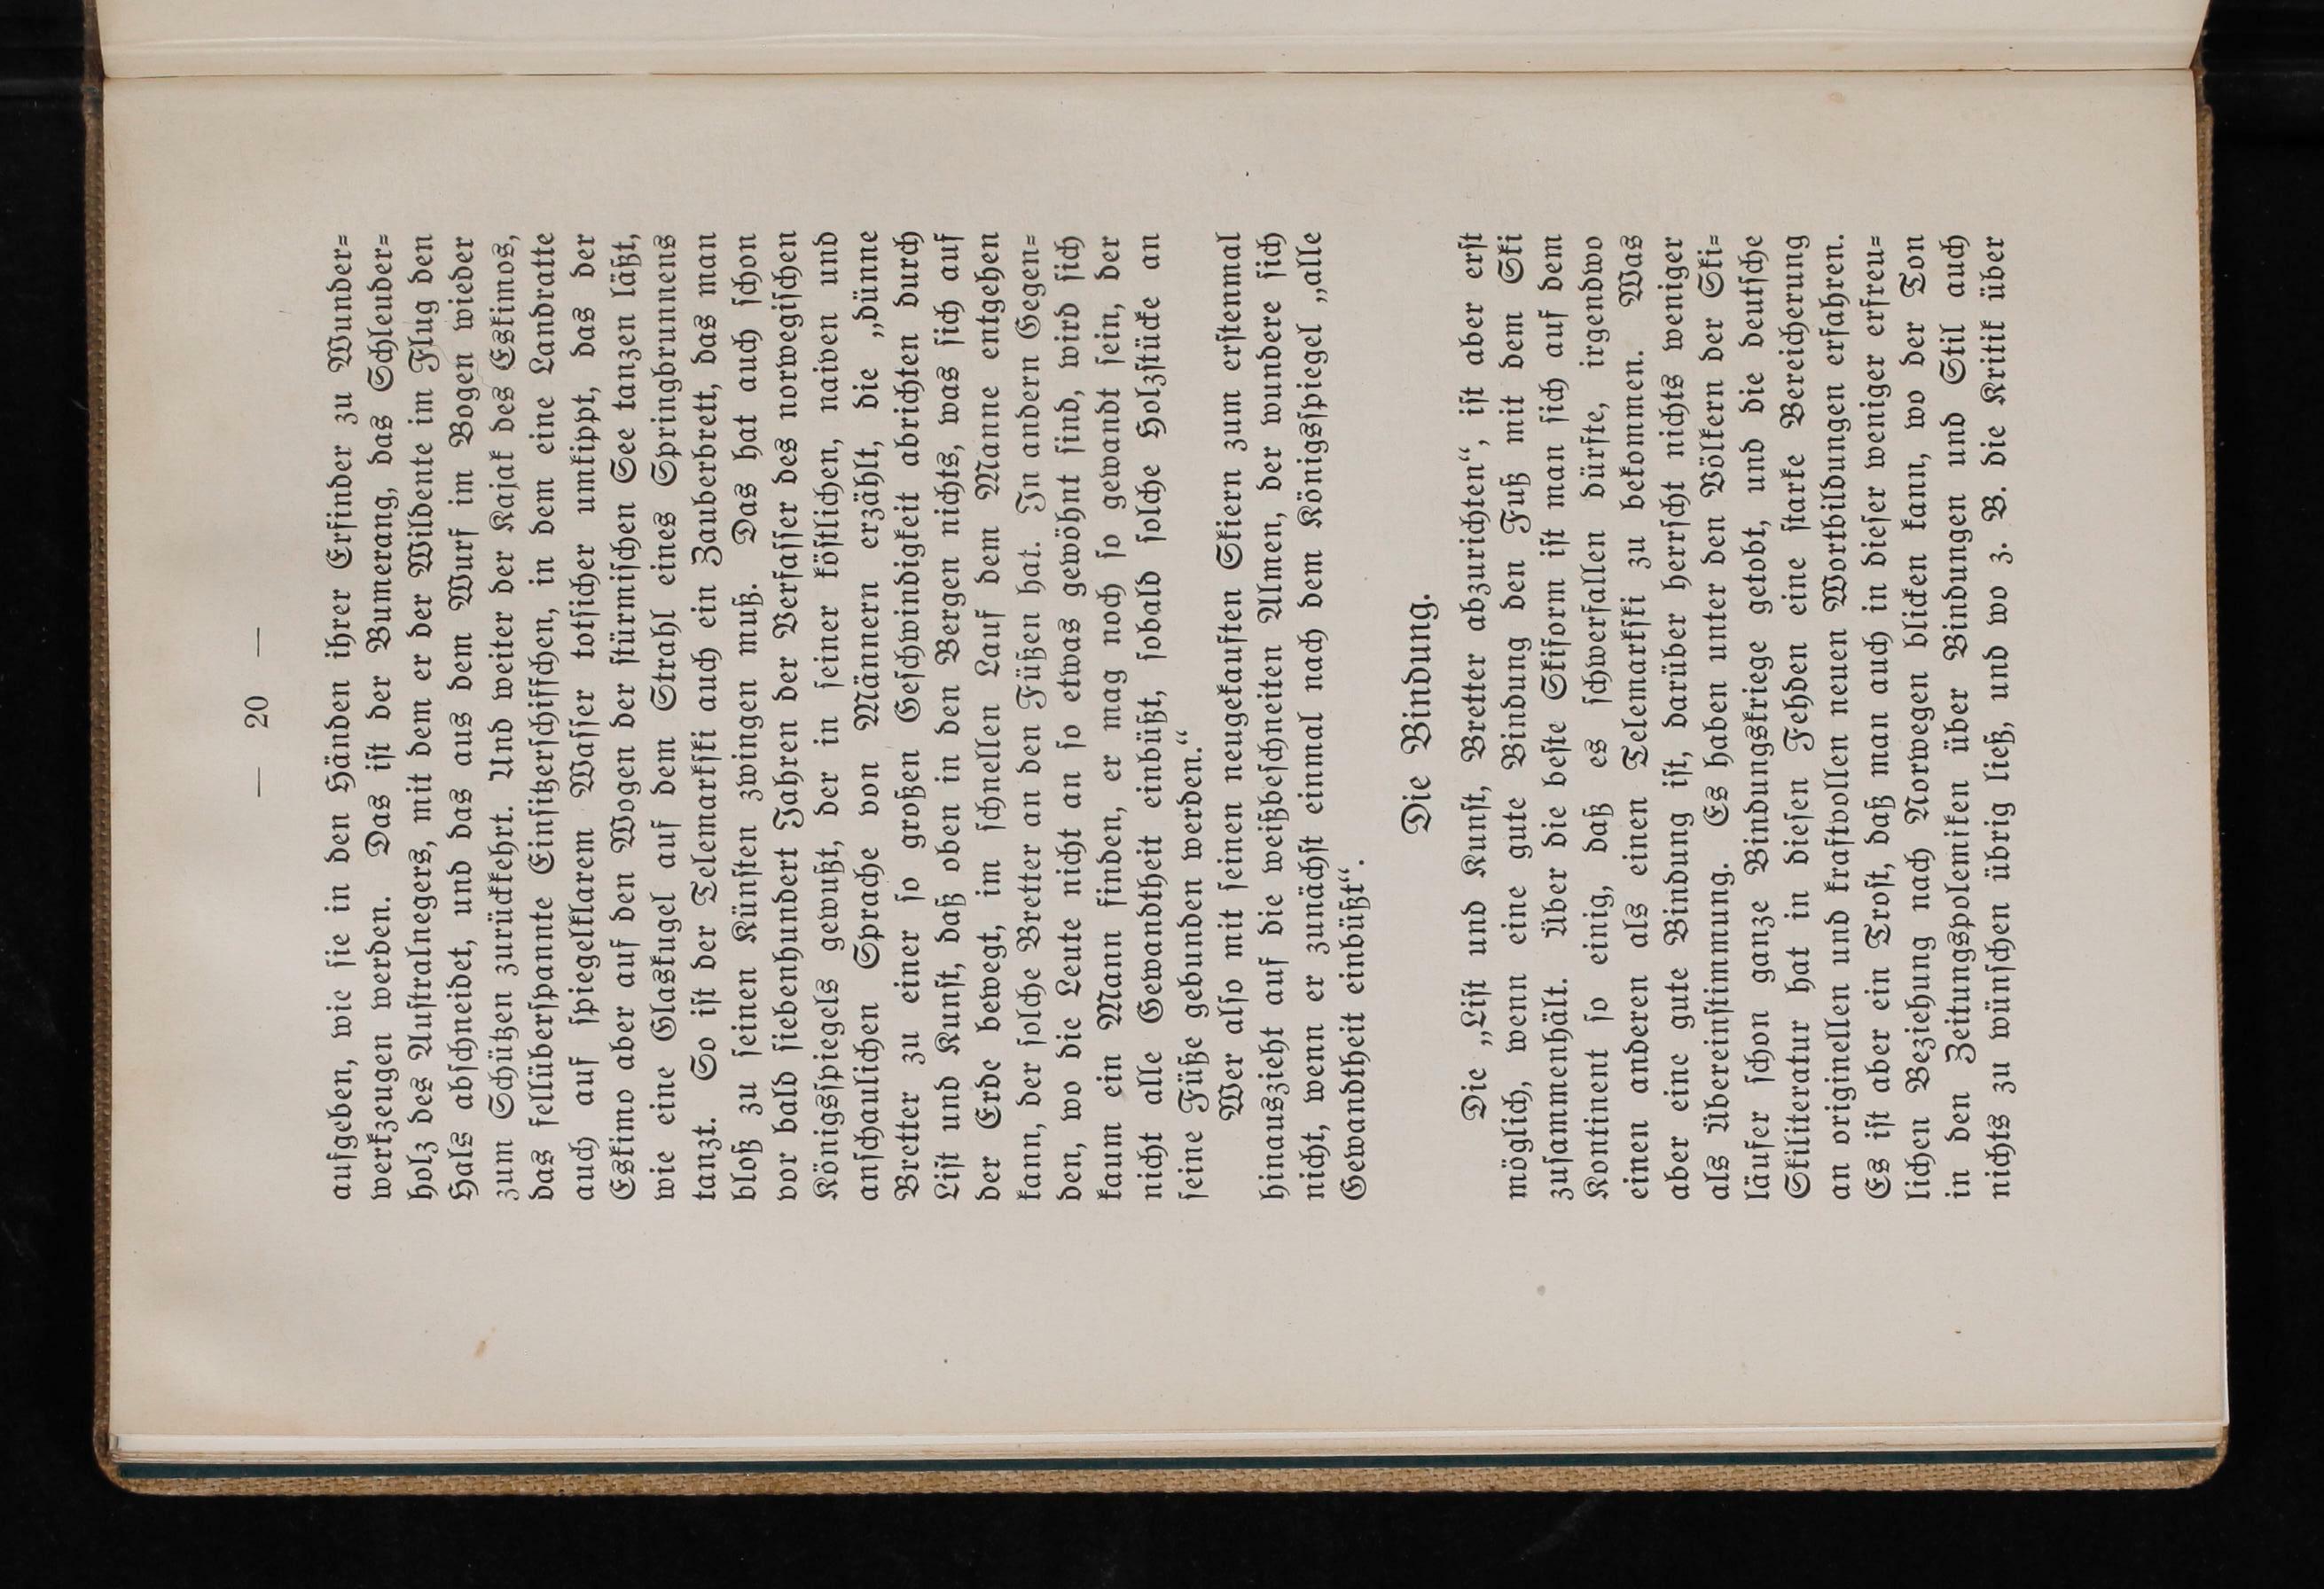 — 20 —
aufgeben, wie ſie in den Händen ihrer Erfinder zu Wunder⸗
werkzeugen werden. Das iſt der Bumerang, das Schleuder⸗
holz des Auſtralnegers, mit dem er der Wildente im Flug den
Hals abſchneidet, und das aus dem Wurf im Bogen wieder
zum Schützen zurückkehrt. Und weiter der Kajak des Eskimos,
das fellüberſpannte Einſitzerſchiffchen, in dem eine Landratte
auch auf ſpiegelklarem Waſſer totſicher umkippt, das der
Eskimo aber auf den Wogen der ſtürmiſchen See tanzen läßt,
wie eine Glaskugel auf dem Strahl eines Springbrunnens
tanzt. So iſt der Telemarkſki auch ein Zauberbrett, das man
bloß zu ſeinen Künſten zwingen muß. Das hat auch ſchon
vor bald ſiebenhundert Jahren der Verfaſſer des norwegiſchen
Königsſpiegels gewußt, der in ſeiner köſtlichen, naiven und
anſchaulichen Sprache von Männern erzählt, die „dünne
Bretter zu einer ſo großen Geſchwindigkeit abrichten durch
Liſt und Kunſt, daß oben in den Bergen nichts, was ſich auf
der Erde bewegt, im ſchnellen Lauf dem Manne entgehen
kann, der ſolche Bretter an den Füßen hat. In andern Gegen⸗
den, wo die Leute nicht an ſo etwas gewöhnt ſind, wird ſich
kaum ein Mann finden, er mag noch ſo gewandt ſein, der
nicht alle Gewandtheit einbüßt, ſobald ſolche Holzſtücke an
ſeine Füße gebunden werden.“
Wer alſo mit ſeinen neugekauften Skiern zum erſtenmal
hinauszieht auf die weißbeſchneiten Almen, der wundere ſich
nicht, wenn er zunächſt einmal nach dem Königsſpiegel „alle
Gewandtheit einbüßt“.
Die Bindung.
Die „Liſt und Kunſt, Bretter abzurichten“, iſt aber erſt
möglich, wenn eine gute Bindung den Fuß mit dem Ski
zuſammenhält. Über die beſte Skiform iſt man ſich auf dem
Kontinent ſo einig, daß es ſchwerfallen dürfte, irgendwo
einen anderen als einen Telemarkſki zu bekommen. Was
aber eine gute Bindung iſt, darüber herrſcht nichts weniger
als Übereinſtimmung. Es haben unter den Völkern der Ski⸗
läufer ſchon ganze Bindungskriege getobt, und die deutſche
Skiliteratur hat in dieſen Fehden eine ſtarke Bereicherung
an originellen und kraftvollen neuen Wortbildungen erfahren.
Es iſt aber ein Troſt, daß man auch in dieſer weniger erfreu⸗
lichen Beziehung nach Norwegen blicken kann, wo der Ton
in den Zeitungspolemiken über Bindungen und Stil auch
nichts zu wünſchen übrig ließ, und wo z. B. die Kritik über